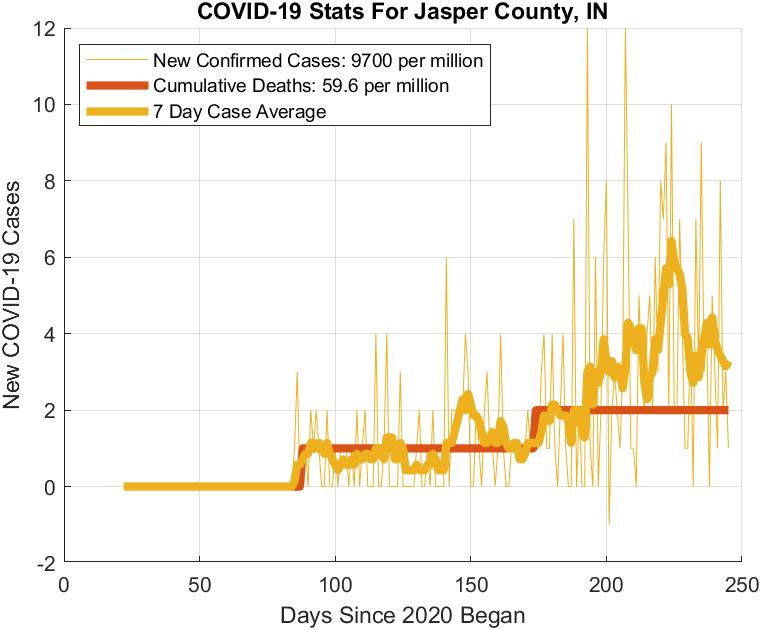 COVID-19 Stats For Jasper County, IN
New Confirmed Cases: 9700 per million
Cumulative Deaths: 59.6 per million
7 Day Case Average
New COVID-19 Cases
12
10
8
6
4
2
0
-2
0 50 100 150 200 250
Days Since 2020 Began